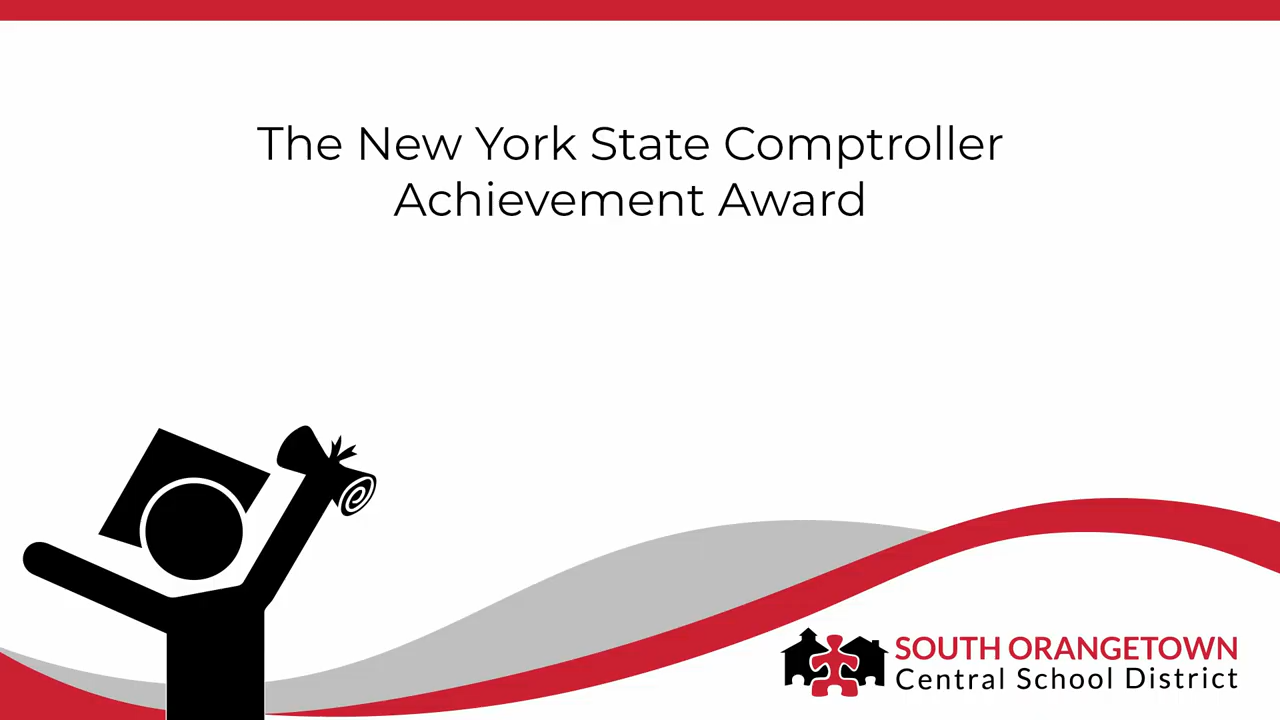 The New York State Comptroller
Achievement Award
SOUTH ORANGETOWN
Central School District